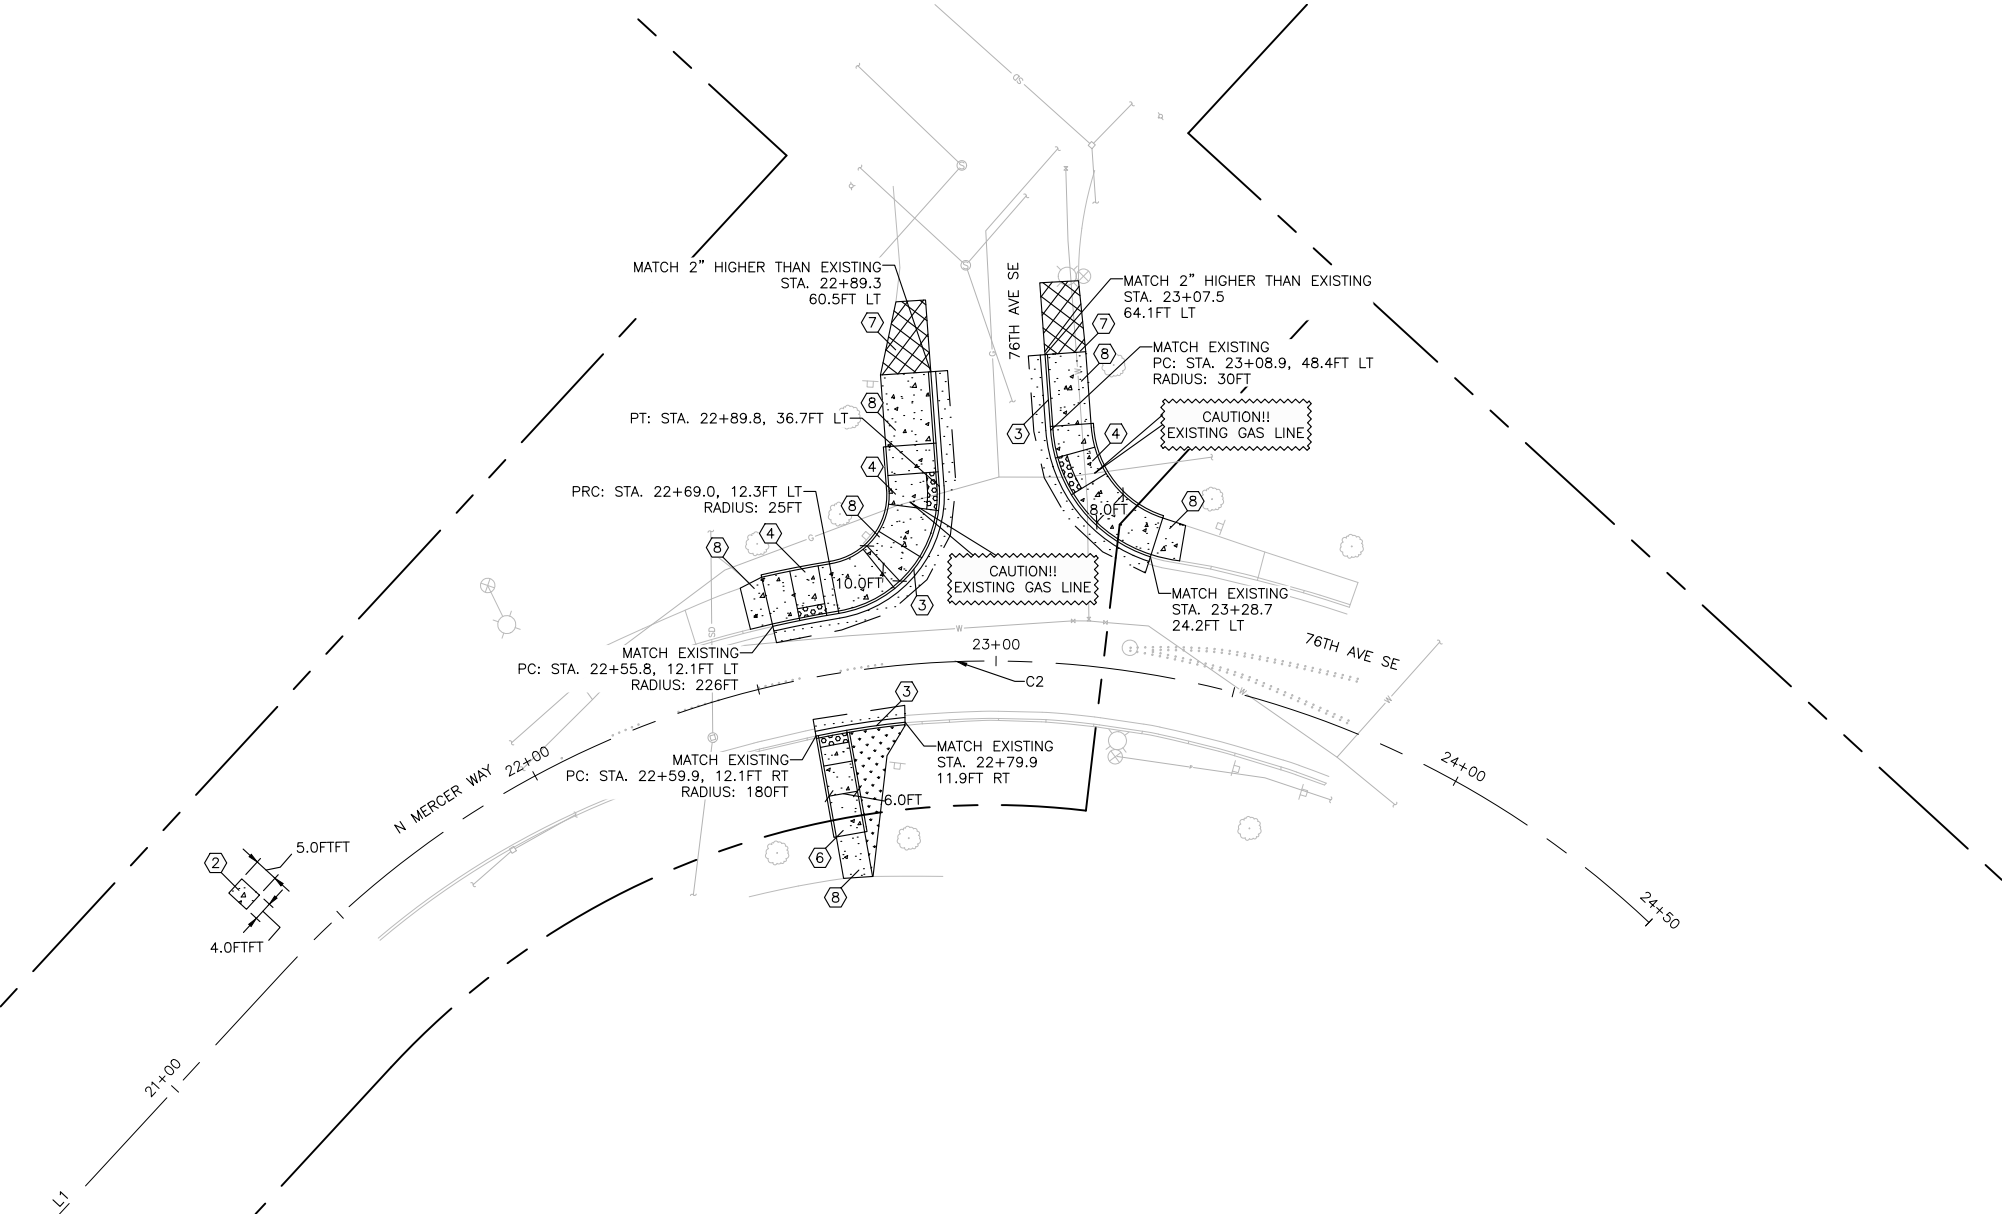 SD
S
S
G
76TH AVE SE
MATCH 2" HIGHER THAN EXISTING
STA. 22+89.3
60.5FT LT
7
MATCH 2" HIGHER THAN EXISTING
STA. 23+07.5
64.1FT LT
7
8
MATCH EXISTING
PC: STA. 23+08.9, 48.4FT LT
RADIUS: 30FT
8
PT: STA. 22+89.8, 36.7FT LT
3
4
CAUTION!!
EXISTING GAS LINE
4
PRC: STA. 22+69.0, 12.3FT LT
RADIUS: 25FT
8
8.0FT
8
4
G
8
10.0FT
3
CAUTION!!
EXISTING GAS LINE
MATCH EXISTING
STA. 23+28.7
24.2FT LT
SD
W
MATCH EXISTING
PC: STA. 22+55.8, 12.1FT LT
RADIUS: 226FT
23+00
C2
76TH AVE SE
W
W
3
MATCH EXISTING
PC: STA. 22+59.9, 12.1FT RT
RADIUS: 180FT
MATCH EXISTING
STA. 22+79.9
11.9FT RT
6.0FT
6
8
N MERCER WAY
22+00
24+00
24+50
2
5.0FTFT
4.0FTFT
21+00
L1